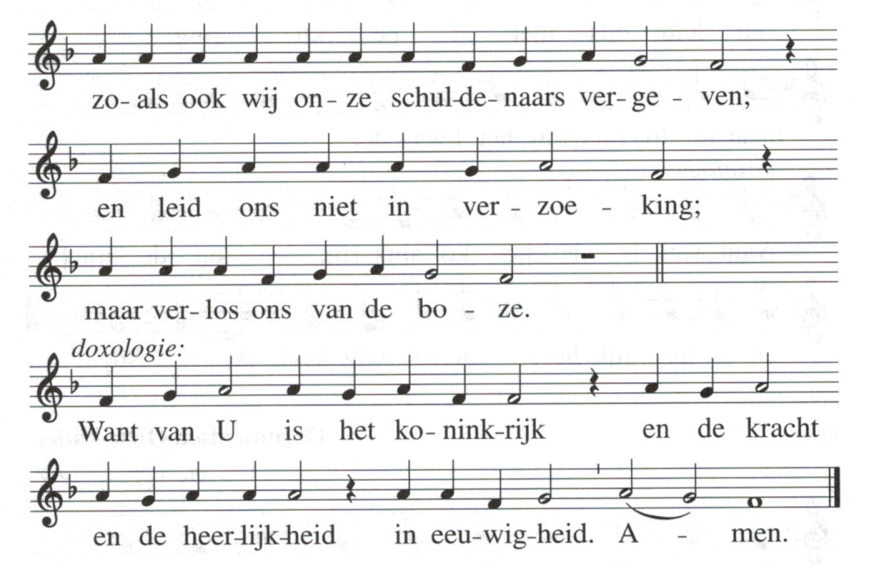 zo- als ook wij on - ze schul-de- naars ver- ge - ven;
en leid ons niet in ver - zoe - king;
maar ver-los ons van de bo - ze.
doxologie:
Want van U is het ko- nink-rijk en de kracht
en de heer-lijk-heid in eeu-wig-heid. A - men.